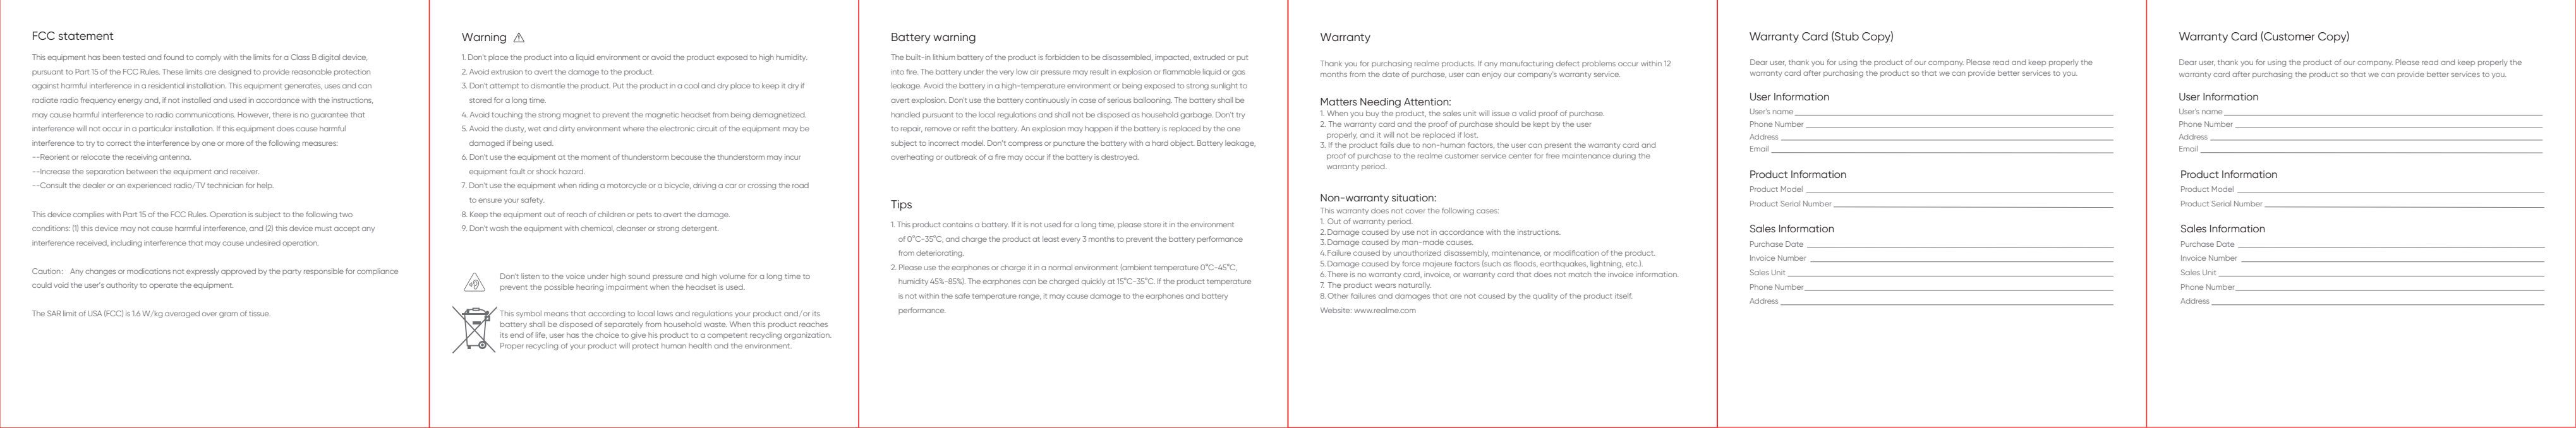 FCC statement
This equipment has been tested and found to comply with the limits for a Class B digital device,
pursuant to Part 15 of the FCC Rules. These limits are designed to provide reasonable protection
against harmful interference in a residential installation. This equipment generates, uses and can
radiate radio frequency energy and, if not installed and used in accordance with the instructions,
may cause harmful interference to radio communications. However, there is no guarantee that
interference will not occur in a particular installation. If this equipment does cause harmful
interference to try to correct the interference by one or more of the following measures:
--Reorient or relocate the receiving antenna.
--Increase the separation between the equipment and receiver.
--Consult the dealer or an experienced radio/TV technician for help.
This device complies with Part 15 of the FCC Rules. Operation is subject to the following two
conditions: (1) this device may not cause harmful interference, and (2) this device must accept any
interference received, including interference that may cause undesired operation.
Caution: Any changes or modications not expressly approved by the party responsible for compliance
could void the user's authority to operate the equipment.
The SAR limit of USA (FCC) is 1.6 W/kg averaged over gram of tissue.
Warning
1. Don't place the product into a liquid environment or avoid the product exposed to high humidity.
2. Avoid extrusion to avert the damage to the product.
3. Don't attempt to dismantle the product. Put the product in a cool and dry place to keep it dry if
stored for a long time.
4. Avoid touching the strong magnet to prevent the magnetic headset from being demagnetized.
5. Avoid the dusty, wet and dirty environment where the electronic circuit of the equipment may be
damaged if being used.
6. Don't use the equipment at the moment of thunderstorm because the thunderstorm may incur
equipment fault or shock hazard.
7. Don't use the equipment when riding a motorcycle or a bicycle, driving a car or crossing the road
to ensure your safety.
8. Keep the equipment out of reach of children or pets to avert the damage.
9. Don't wash the equipment with chemical, cleanser or strong detergent.
Don't listen to the voice under high sound pressure and high volume for a long time to
prevent the possible hearing impairment when the headset is used.
This symbol means that according to local laws and regulations your product and/or its
battery shall be disposed of separately from household waste. When this product reaches
its end of life, user has the choice to give his product to a competent recycling organization.
Proper recycling of your product will protect human health and the environment.
Battery warning
The built-in lithium battery of the product is forbidden to be disassembled, impacted, extruded or put
into fire. The battery under the very low air pressure may result in explosion or flammable liquid or gas
leakage. Avoid the battery in a high-temperature environment or being exposed to strong sunlight to
avert explosion. Don't use the battery continuously in case of serious ballooning. The battery shall be
handled pursuant to the local regulations and shall not be disposed as household garbage. Don't try
to repair, remove or refit the battery. An explosion may happen if the battery is replaced by the one
subject to incorrect model. Don't compress or puncture the battery with a hard object. Battery leakage,
overheating or outbreak of a fire may occur if the battery is destroyed.
Tips
1. This product contains a battery. If it is not used for a long time, please store it in the environment
of 0°C-35°C, and charge the product at least every 3 months to prevent the battery performance
from deteriorating.
2. Please use the earphones or charge it in a normal environment (ambient temperature 0°C-45°C,
humidity 45%-85%). The earphones can be charged quickly at 15°C-35°C. If the product temperature
is not within the safe temperature range, it may cause damage to the earphones and battery
performance.
Warranty
Thank you for purchasing realme products. If any manufacturing defect problems occur within 12
months from the date of purchase, user can enjoy our company's warranty service.
Matters Needing Attention:
1. When you buy the product, the sales unit will issue a valid proof of purchase.
2. The warranty card and the proof of purchase should be kept by the user
properly, and it will not be replaced if lost.
3. If the product fails due to non-human factors, the user can present the warranty card and
proof of purchase to the realme customer service center for free maintenance during the
warranty period.
Non-warranty situation:
This warranty does not cover the following cases:
1. Out of warranty period.
2.Damage caused by use not in accordance with the instructions.
3.Damage caused by man-made causes.
4.Failure caused by unauthorized disassembly, maintenance, or modification of the product.
5.Damage caused by force majeure factors (such as floods, earthquakes, lightning, etc.).
6.There is no warranty card, invoice, or warranty card that does not match the invoice information.
7. The product wears naturally.
8.Other failures and damages that are not caused by the quality of the product itself.
Website: www.realme.com
Warranty Card (Stub Copy)
Dear user, thank you for using the product of our company. Please read and keep properly the
warranty card after purchasing the product so that we can provide better services to you.
User Information
User's name
Phone Number
Address
Email
Product Information
Product Model
Product Serial Number
Sales Information
Purchase Date
Invoice Number
Sales Unit
Phone Number
Address
Warranty Card (Customer Copy)
Dear user, thank you for using the product of our company. Please read and keep properly the
warranty card after purchasing the product so that we can provide better services to you.
User Information
User's name
Phone Number
Address
Email
Product Information
Product Model
Product Serial Number
Sales Information
Purchase Date
Invoice Number
Sales Unit
Phone Number
Address